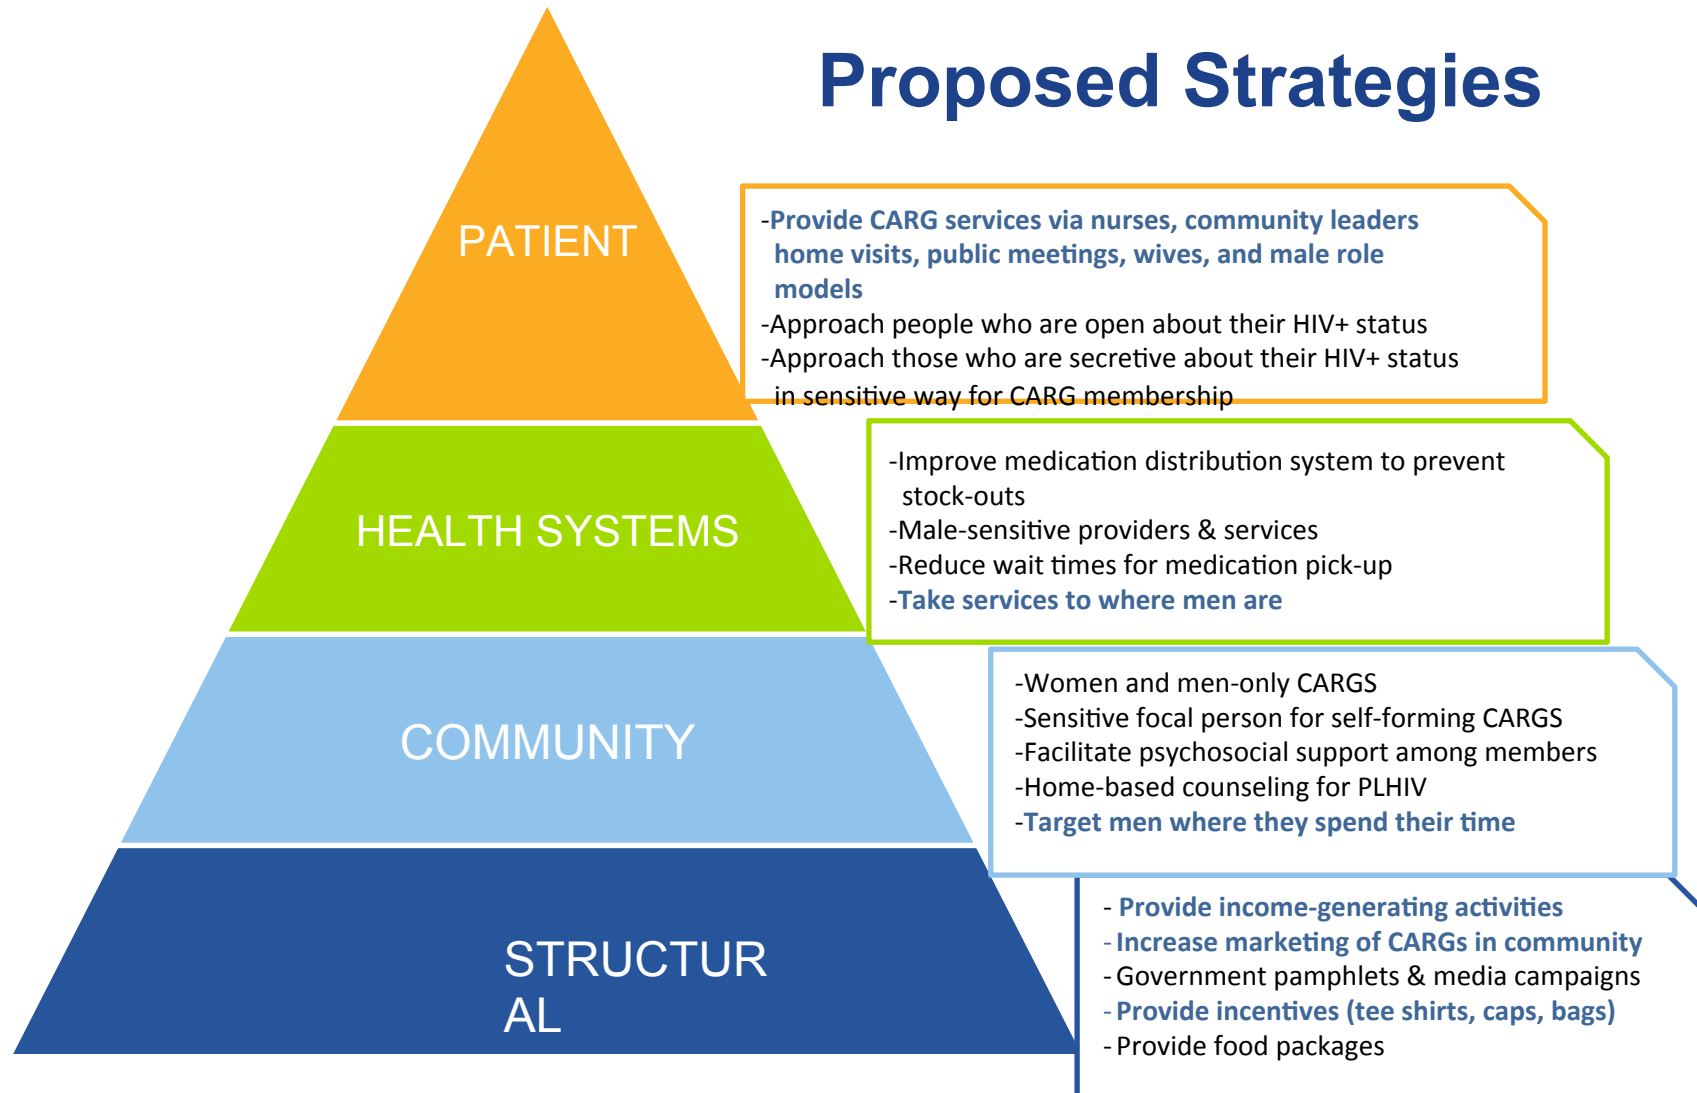 Proposed Strategies
PATIENT
-Provide CARG services via nurses, community leaders
home visits, public meetings, wives, and male role
models
-Approach people who are open about their HIV+ status
-Approach those who are secretive about their HIV+ status
in sensitive way for CARG membership
HEALTH SYSTEMS
-Improve medication distribution system to prevent
stock-outs
-Male-sensitive providers & services
-Reduce wait times for medication pick-up
-Take services to where men are
COMMUNITY
-Women and men-only CARGS
-Sensitive focal person for self-forming CARGS
-Facilitate psychosocial support among members
-Home-based counseling for PLHIV
-Target men where they spend their time
STRUCTUR
AL
- Provide income-generating activities
- Increase marketing of CARGs in community
- Government pamphlets & media campaigns
- Provide incentives (tee shirts, caps, bags)
- Provide food packages